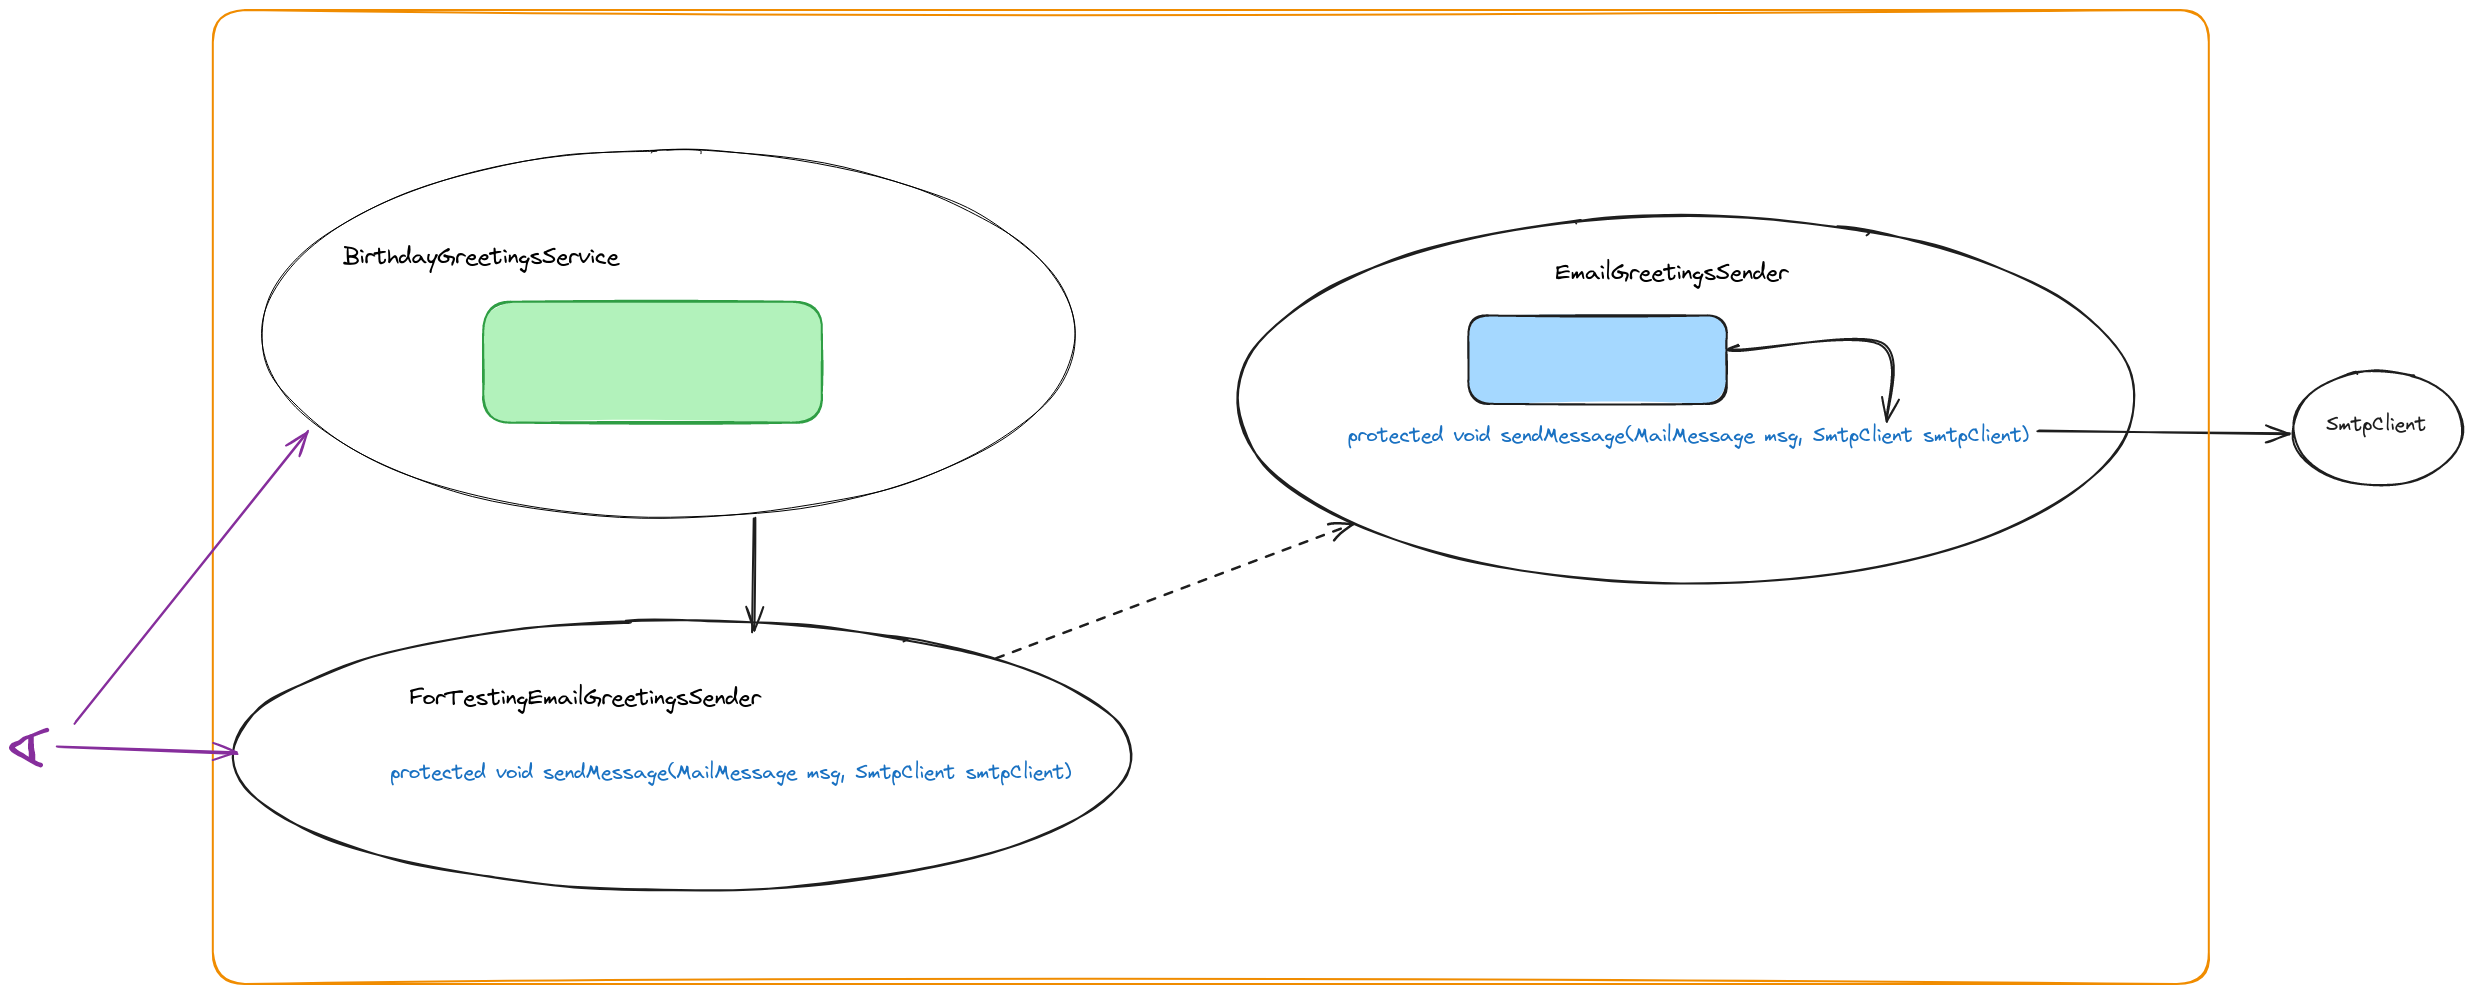 BirthdayGreetingsService
EmailGreetingsSender
protected void sendMessage(MailMessage msg, SmtpClient smtpClient)
SmtpClient
ForTestingEmailGreetingsSender
A
protected void sendMessage(MailMessage msg, SmtpClient smtpClient)